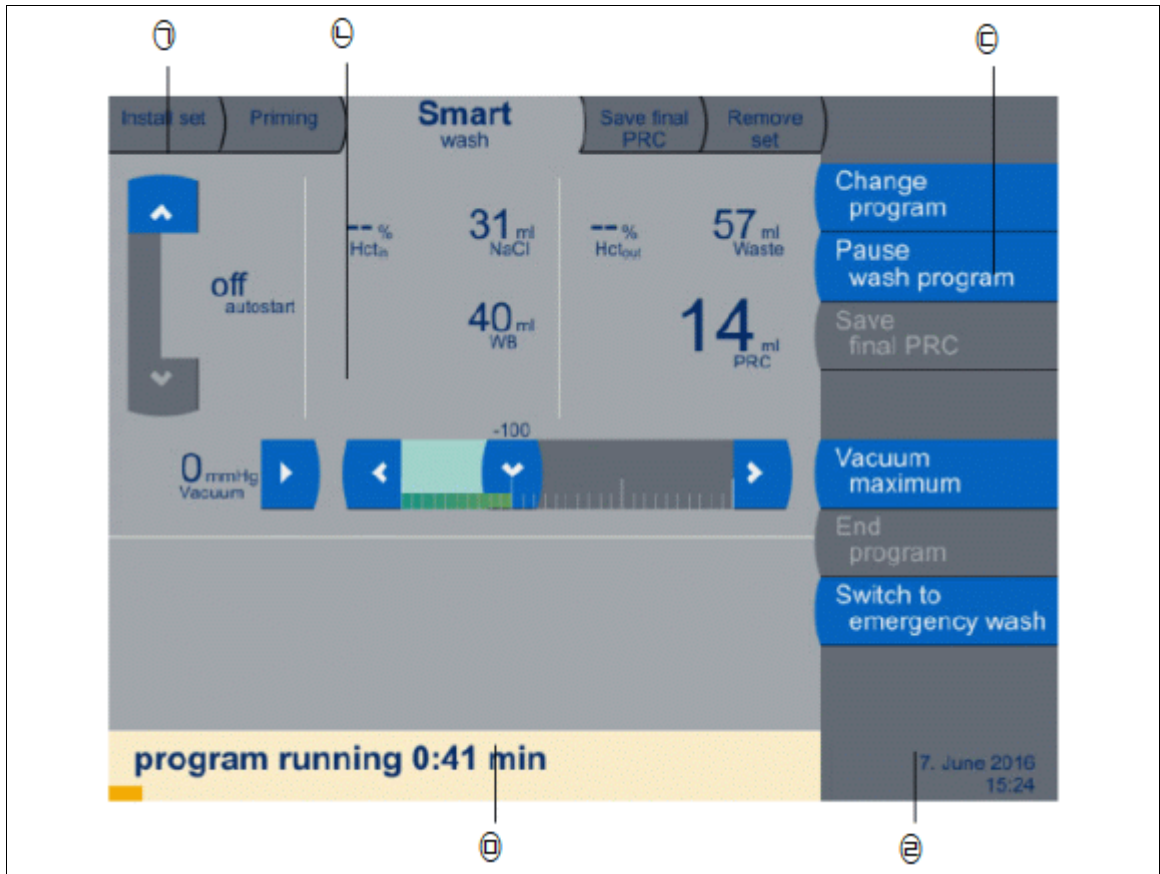 ㉠ ㉡ ㉢
Install set Priming Smart wash Save final PRC Remove set
Change program
Pause wash program
Save final PRC
off autostart
--% Hctin
31 ml NaCl
--% Hctout
57 ml Waste
40 ml WB
14 ml PRC
-100
0 mmHg Vacuum
Vacuum maximum
End program
Switch to emergency wash
program running 0:41 min
7. June 2016
15:24
㉤ ㉣